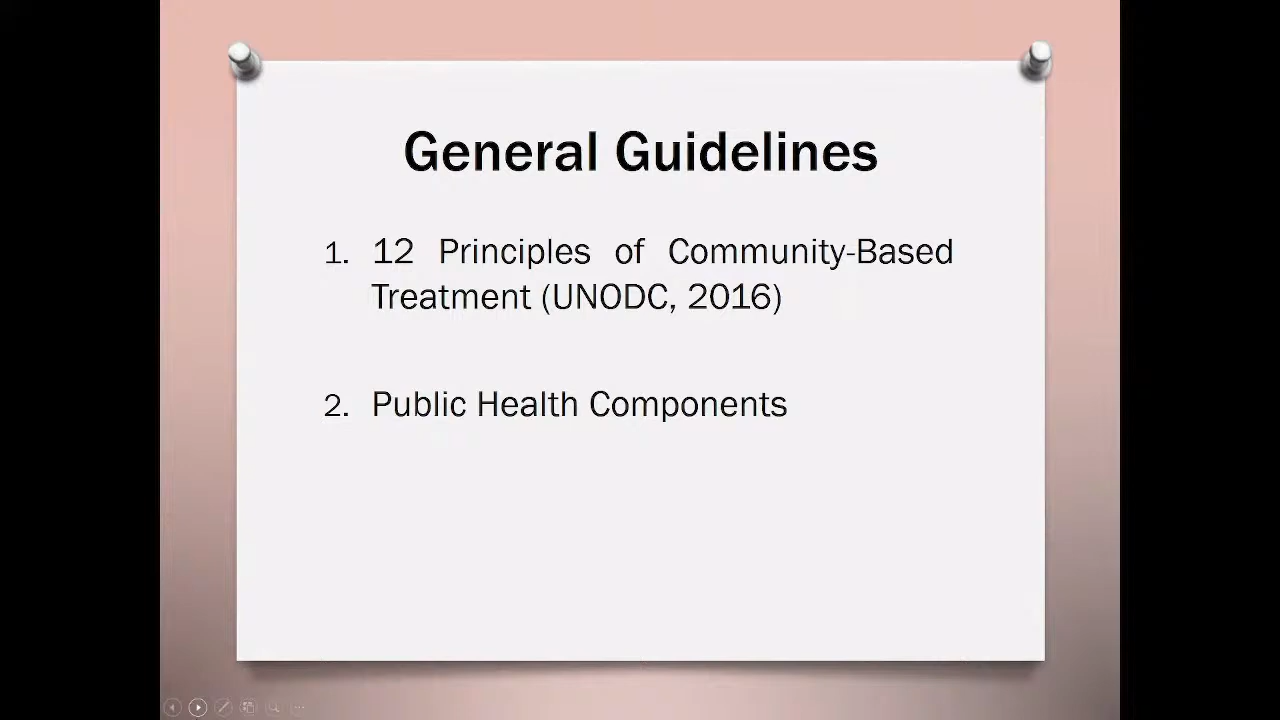 General Guidelines
1. 12 Principles of Community-Based
Treatment (UNODC, 2016)
2. Public Health Components